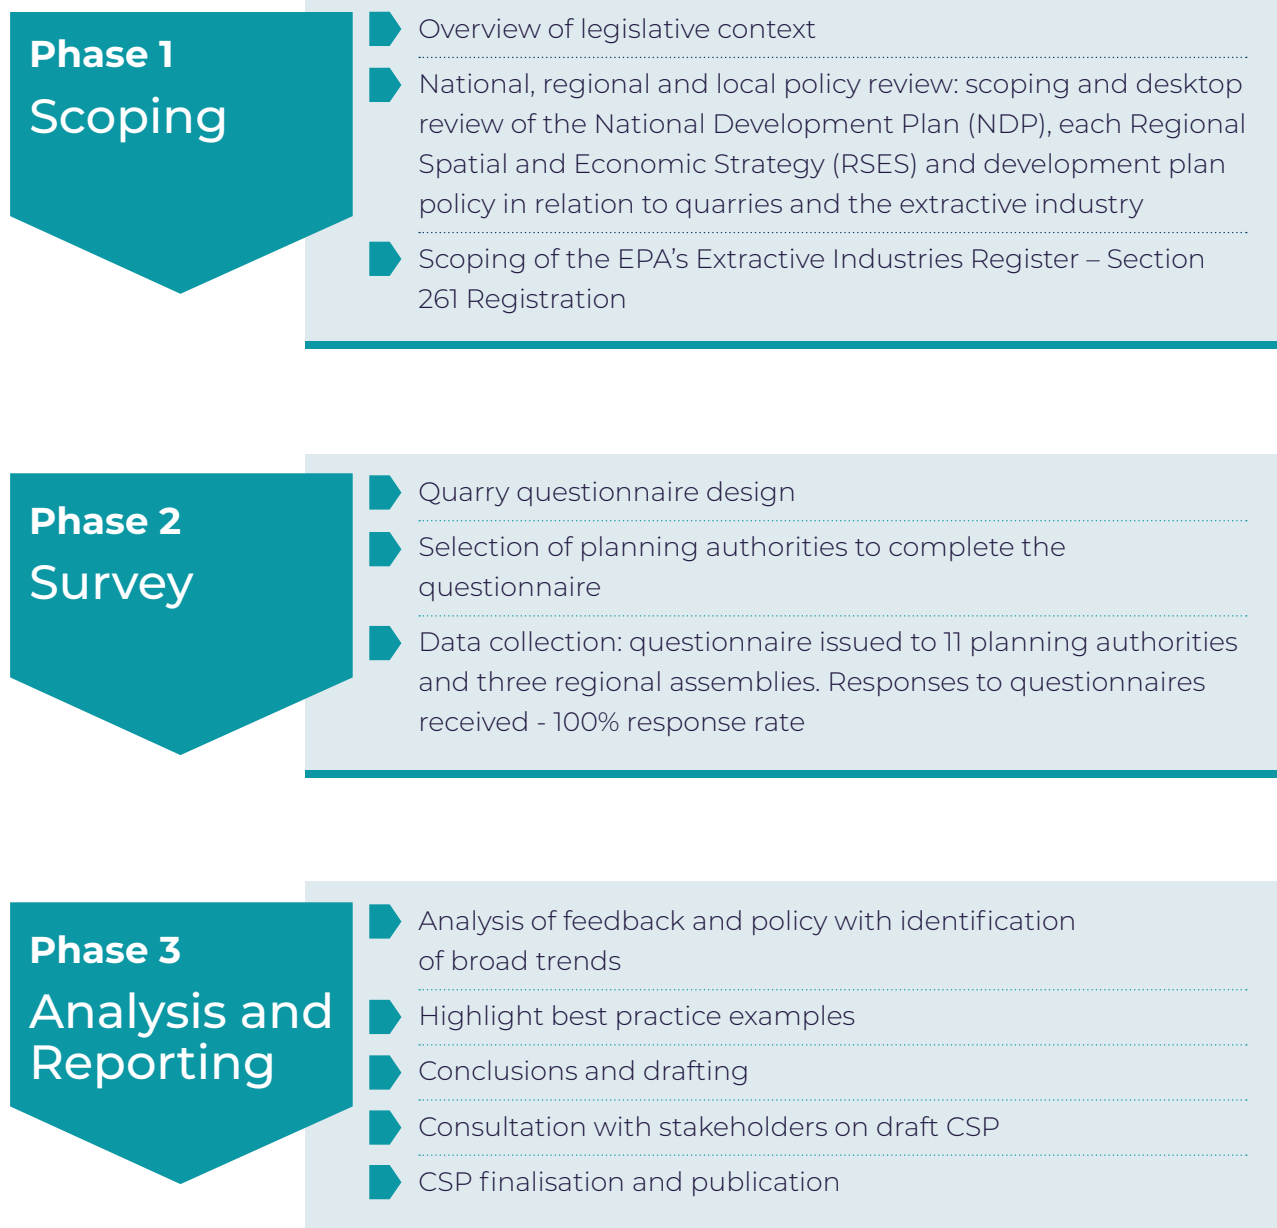 Phase 1
Scoping
Overview of legislative context
National, regional and local policy review: scoping and desktop
review of the National Development Plan (NDP), each Regional
Spatial and Economic Strategy (RSES) and development plan
policy in relation to quarries and the extractive industry
Scoping of the EPA’s Extractive Industries Register – Section
261 Registration
Phase 2
Survey
Quarry questionnaire design
Selection of planning authorities to complete the
questionnaire
Data collection: questionnaire issued to 11 planning authorities
and three regional assemblies. Responses to questionnaires
received - 100% response rate
Phase 3
Analysis and
Reporting
Analysis of feedback and policy with identification
of broad trends
Highlight best practice examples
Conclusions and drafting
Consultation with stakeholders on draft CSP
CSP finalisation and publication